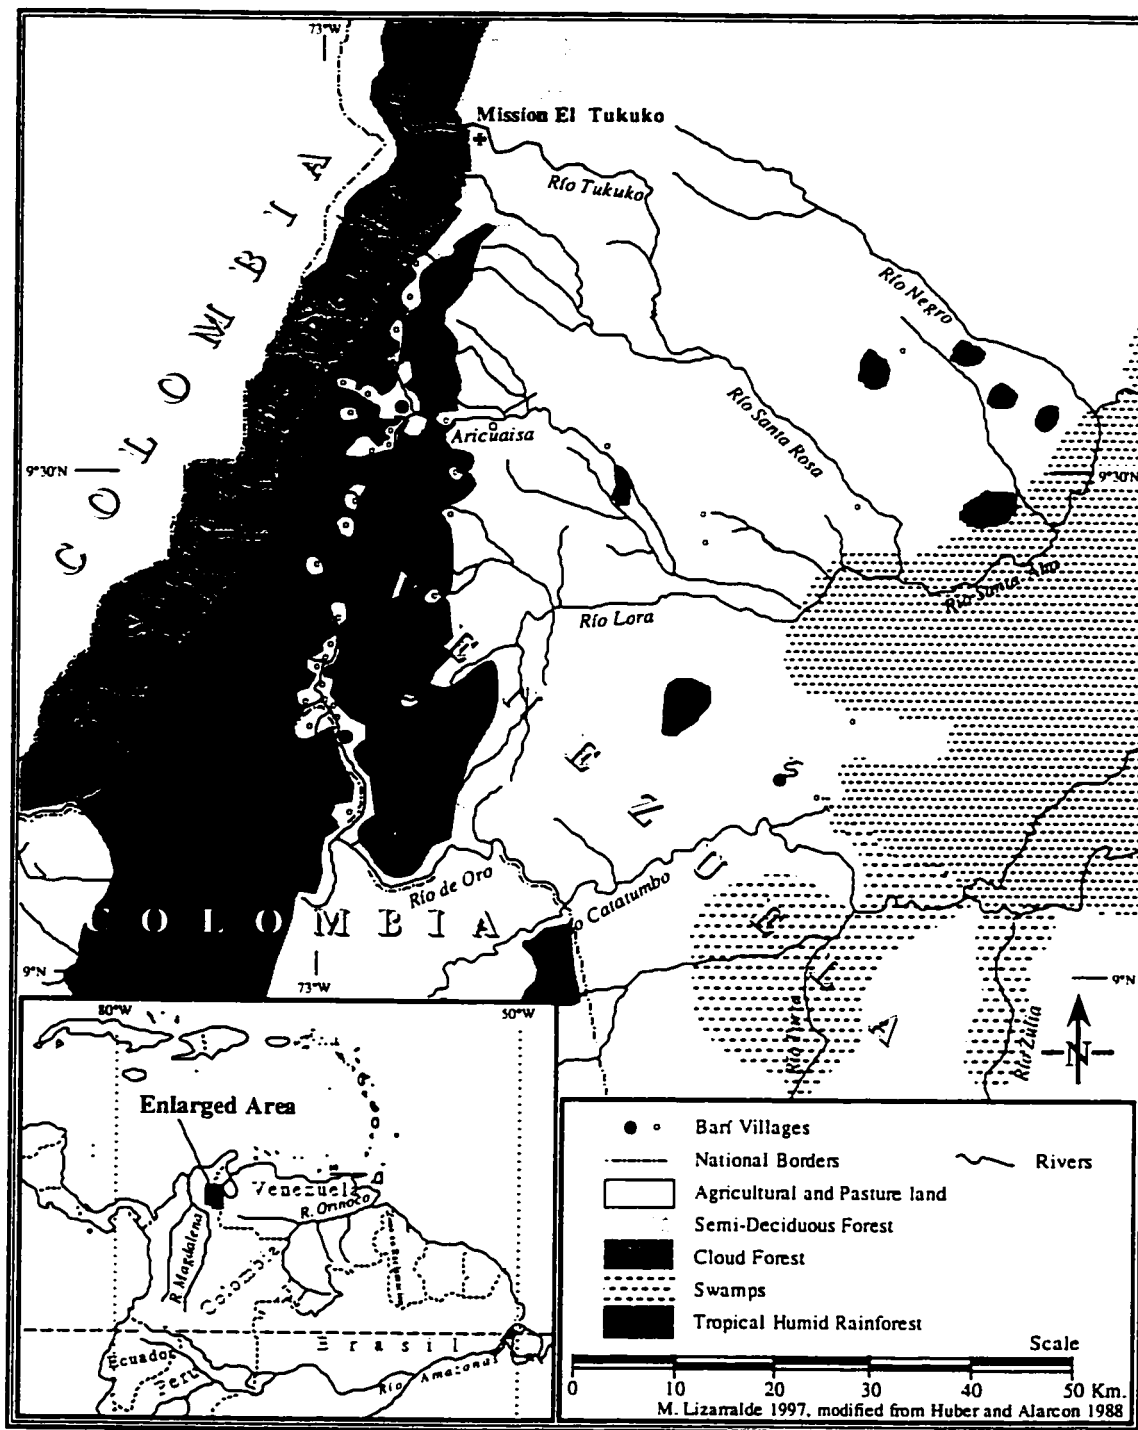 73°W
Mission El Tukuko
Río Tukuko
COLOMBIA
Río Negro
Río Santa Rosa
Aricuaisa
9°30'N
9°30'N
Río Santa Ana
Río Lora
VENEZUELA
Río de Oro
Catatumbo
COLOMBIA
9°N
73°W
9°N
Río Zulia
N
80°W
50°W
Enlarged Area
Venezuel
R. Orinoco
R. Magdalena
Colombia
Brasil
Ecuador
Peru
Río Amazonas
Barí Villages
National Borders
Rivers
Agricultural and Pasture land
Semi-Deciduous Forest
Cloud Forest
Swamps
Tropical Humid Rainforest
Scale
0 10 20 30 40 50 Km.
M. Lizarralde 1997, modified from Huber and Alarcon 1988